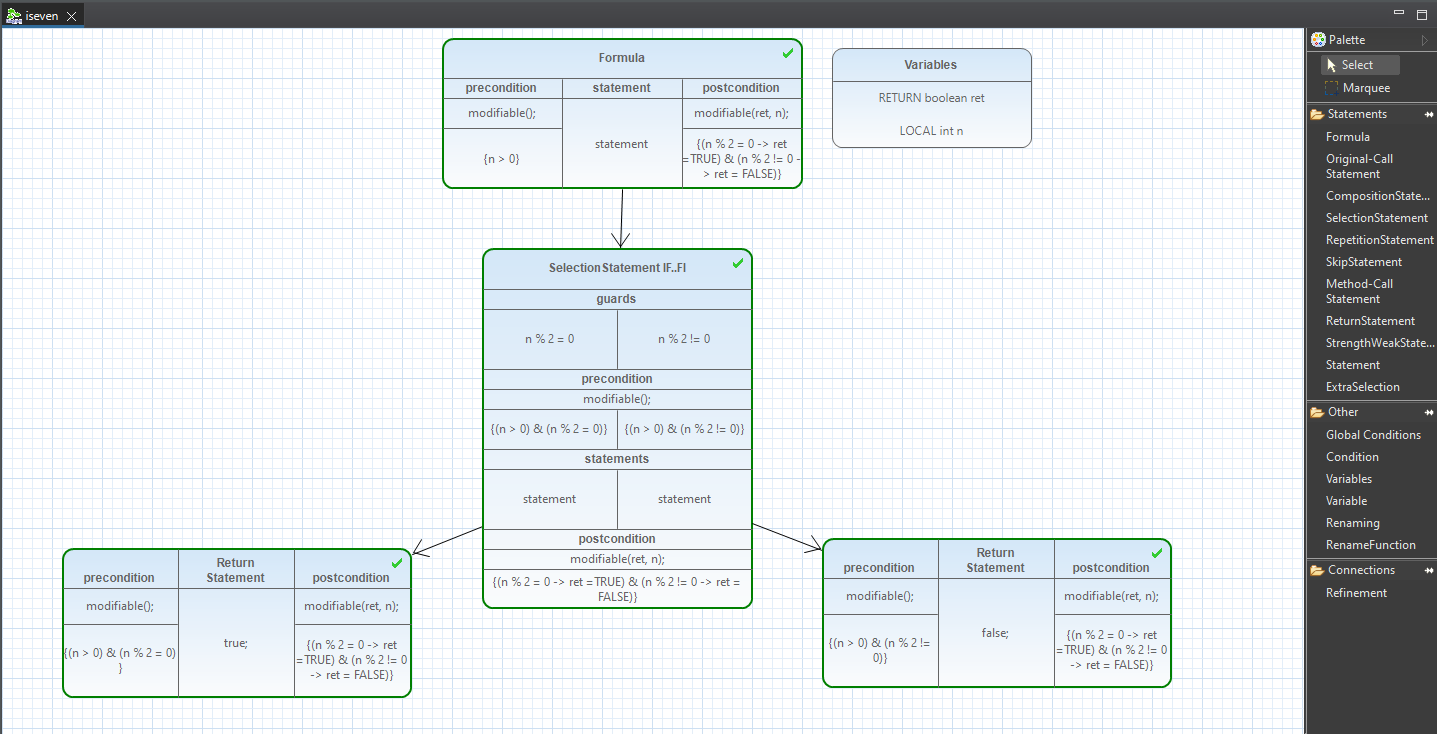 iseven
Formula
precondition
statement
postcondition
modifiable();
statement
modifiable(ret, n);
{n > 0}
{(n % 2 = 0 -> ret
=TRUE) & (n % 2 != 0 -
> ret = FALSE)}
Variables
RETURN boolean ret
LOCAL int n
SelectionStatement IF..FI
guards
n % 2 = 0
n % 2 != 0
precondition
modifiable();
{(n > 0) & (n % 2 = 0)}
{(n > 0) & (n % 2 != 0)}
statements
statement
statement
postcondition
modifiable(ret, n);
{(n % 2 = 0 -> ret =TRUE) & (n % 2 != 0 -> ret =
FALSE)}
precondition
Return
Statement
postcondition
modifiable();
true;
modifiable(ret, n);
{(n > 0) & (n % 2 = 0)
}
{(n % 2 = 0 -> ret
=TRUE) & (n % 2 != 0
-> ret = FALSE)}
precondition
Return
Statement
postcondition
modifiable();
false;
modifiable(ret, n);
{(n > 0) & (n % 2 !=
0)}
{(n % 2 = 0 -> ret
=TRUE) & (n % 2 != 0
-> ret = FALSE)}
Palette
Select
Marquee
Statements
Formula
Original-Call
Statement
CompositionState...
SelectionStatement
RepetitionStatement
SkipStatement
Method-Call
Statement
ReturnStatement
StrengthWeakState...
Statement
ExtraSelection
Other
Global Conditions
Condition
Variables
Variable
Renaming
RenameFunction
Connections
Refinement